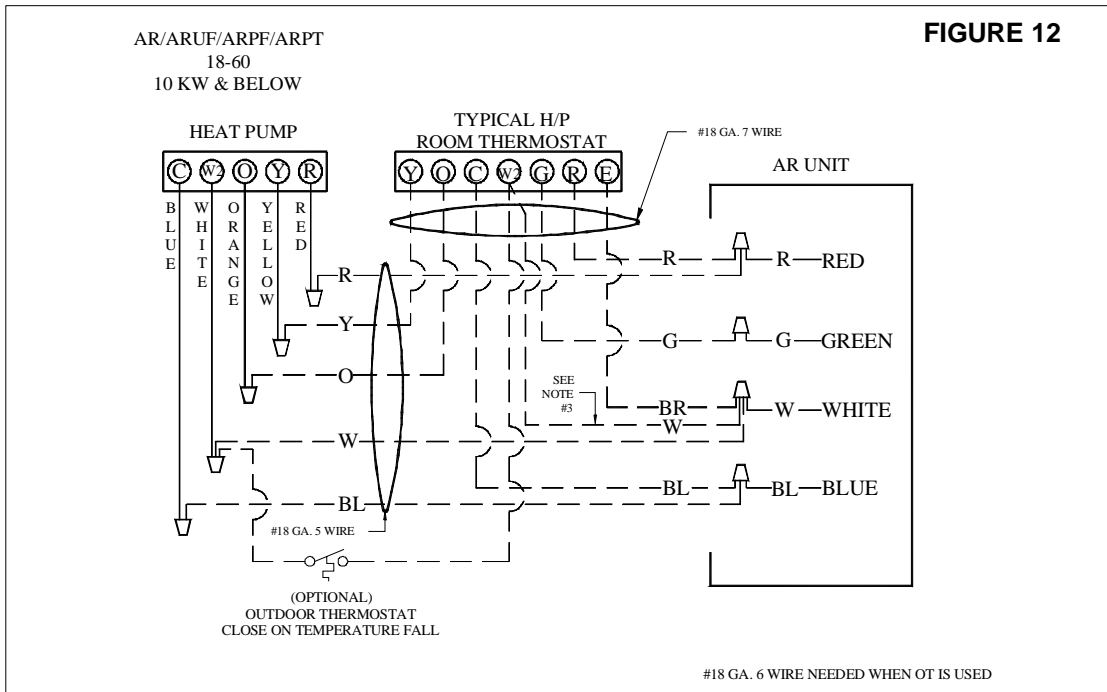 FIGURE 12
AR/ARUF/ARPF/ARPT
18-60
10 KW & BELOW
HEAT PUMP
C W2 O Y R
BLUE
WHITE
ORANGE
YELLOW
RED
TYPICAL H/P
ROOM THERMOSTAT
Y O C W2 G R E
#18 GA. 7 WIRE
AR UNIT
R
R
R RED
Y
G
G GREEN
O
SEE
NOTE
#3
BR
W
W WHITE
W
BL
BL BLUE
BL
#18 GA. 5 WIRE
(OPTIONAL)
OUTDOOR THERMOSTAT
CLOSE ON TEMPERATURE FALL
#18 GA. 6 WIRE NEEDED WHEN OT IS USED